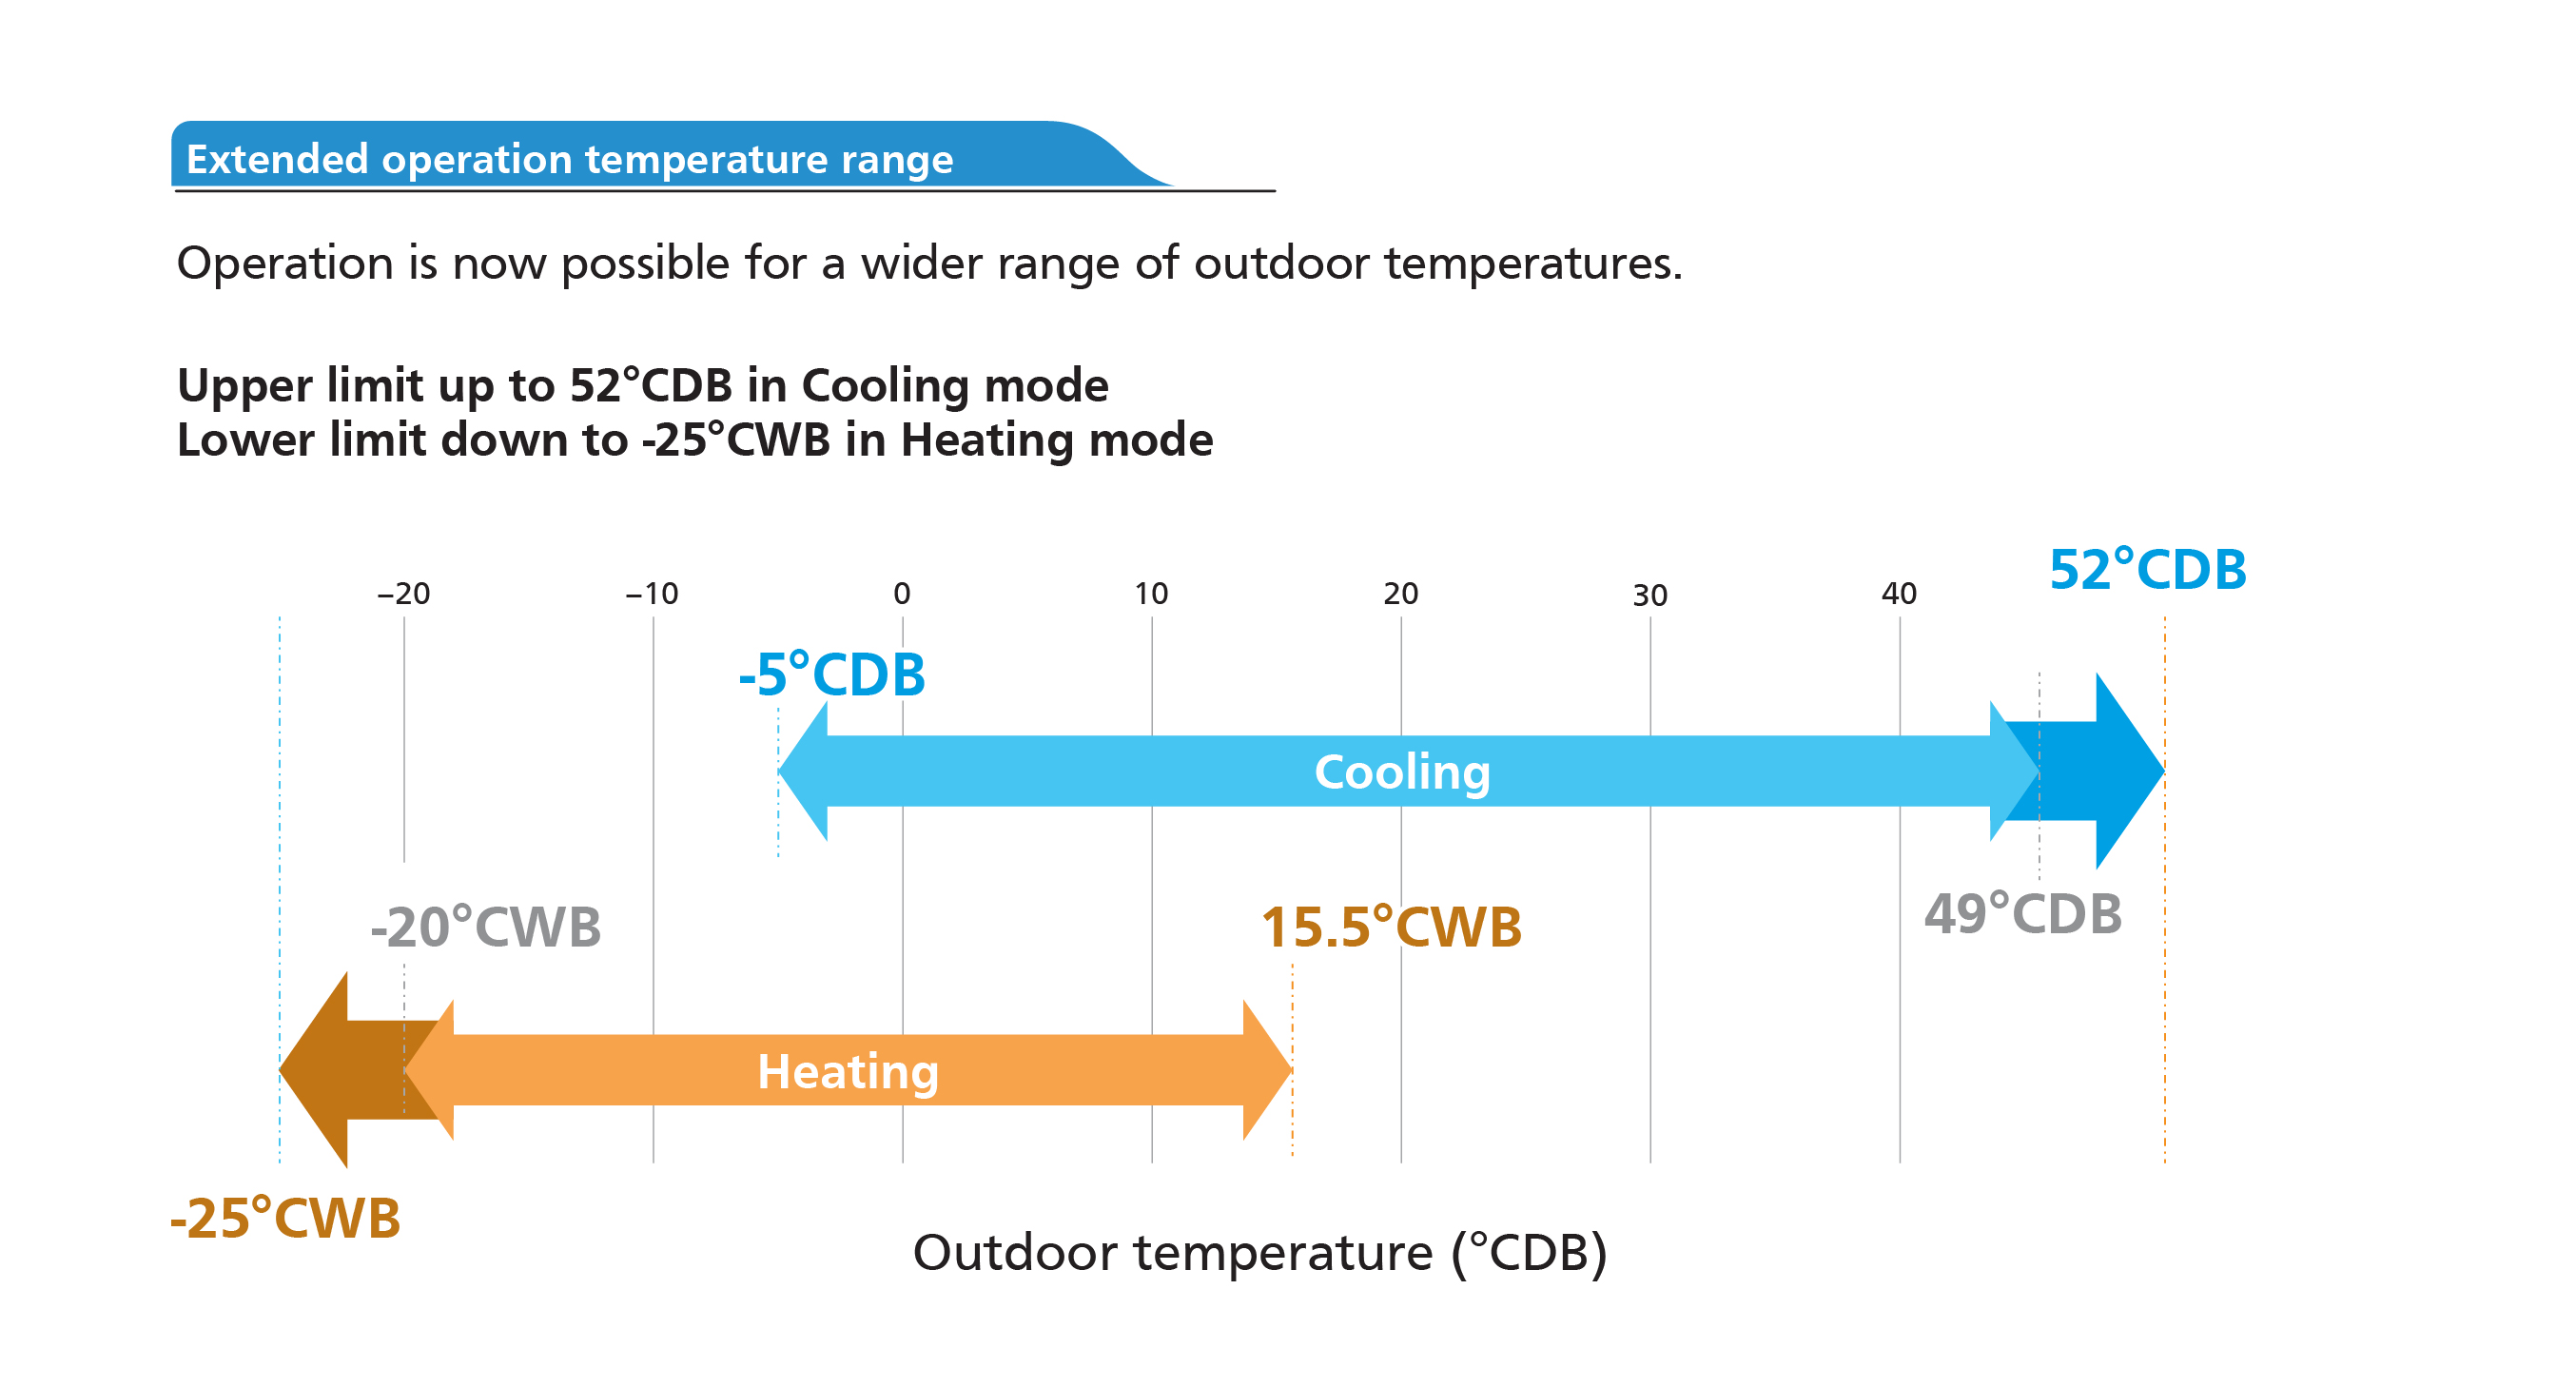 Extended operation temperature range
Operation is now possible for a wider range of outdoor temperatures.
Upper limit up to 52°CDB in Cooling mode
Lower limit down to -25°CWB in Heating mode
–20 –10 0 10 20 30 40 52°CDB
-5°CDB
Cooling
-20°CWB 15.5°CWB 49°CDB
Heating
-25°CWB
Outdoor temperature (°CDB)